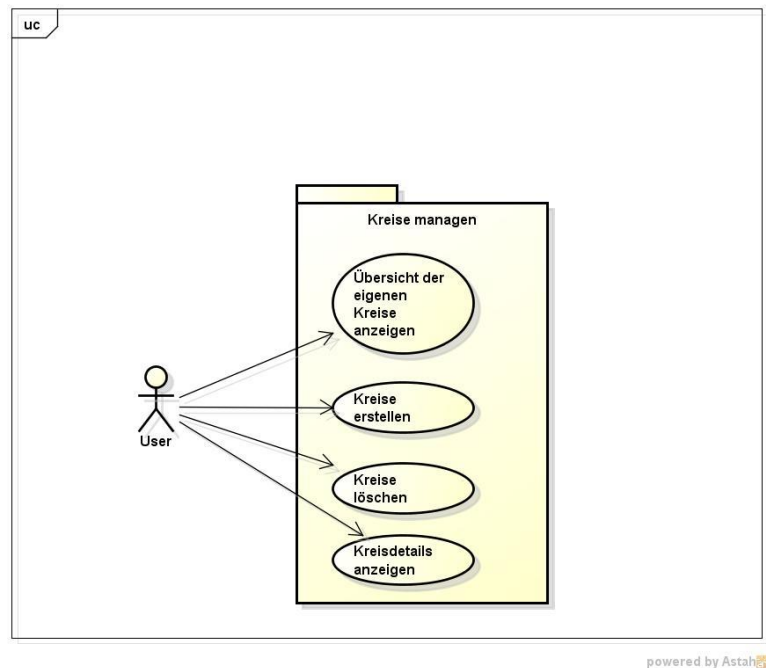 uc
Kreise managen
Übersicht der
eigenen
Kreise
anzeigen
Kreise
erstellen
Kreise
löschen
Kreisdetails
anzeigen
User
powered by Astah